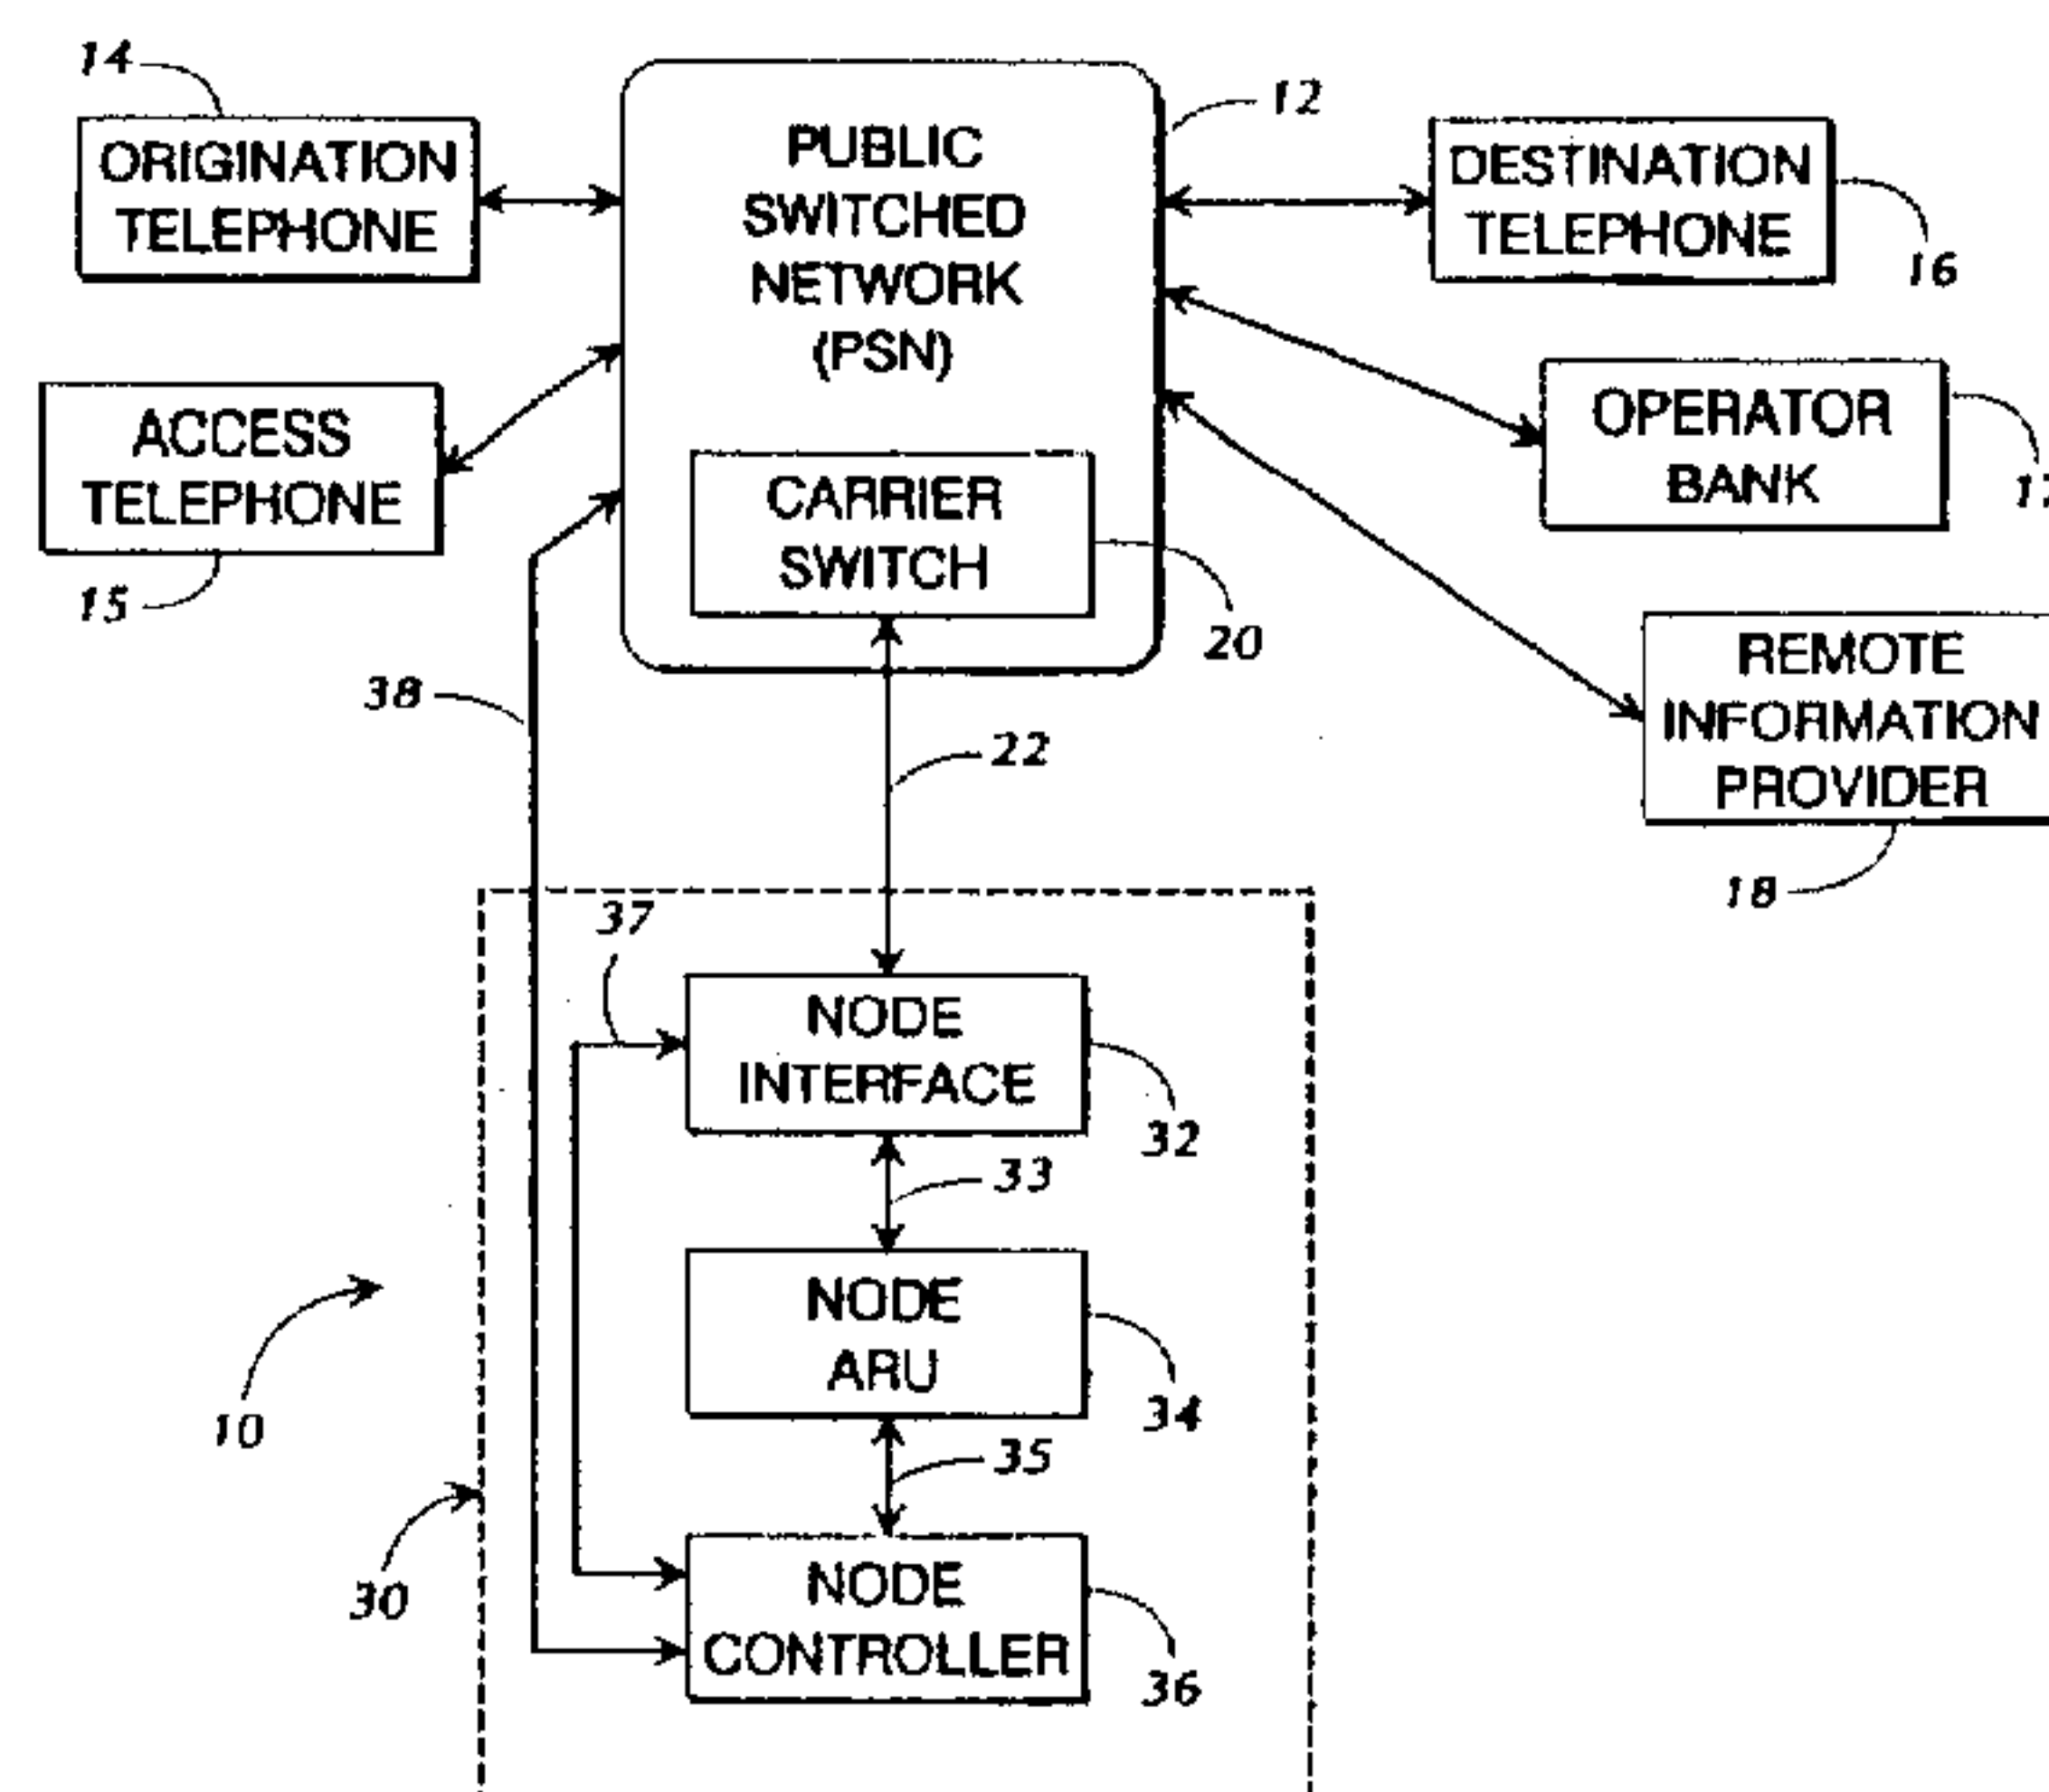 14
ORIGINATION
TELEPHONE
PUBLIC
SWITCHED
NETWORK
(PSN)
12
DESTINATION
TELEPHONE
16
ACCESS
TELEPHONE
15
CARRIER
SWITCH
20
OPERATOR
BANK
REMOTE
INFORMATION
PROVIDER
18
38
22
37
NODE
INTERFACE
32
33
NODE
ARU
34
10
35
30
NODE
CONTROLLER
36